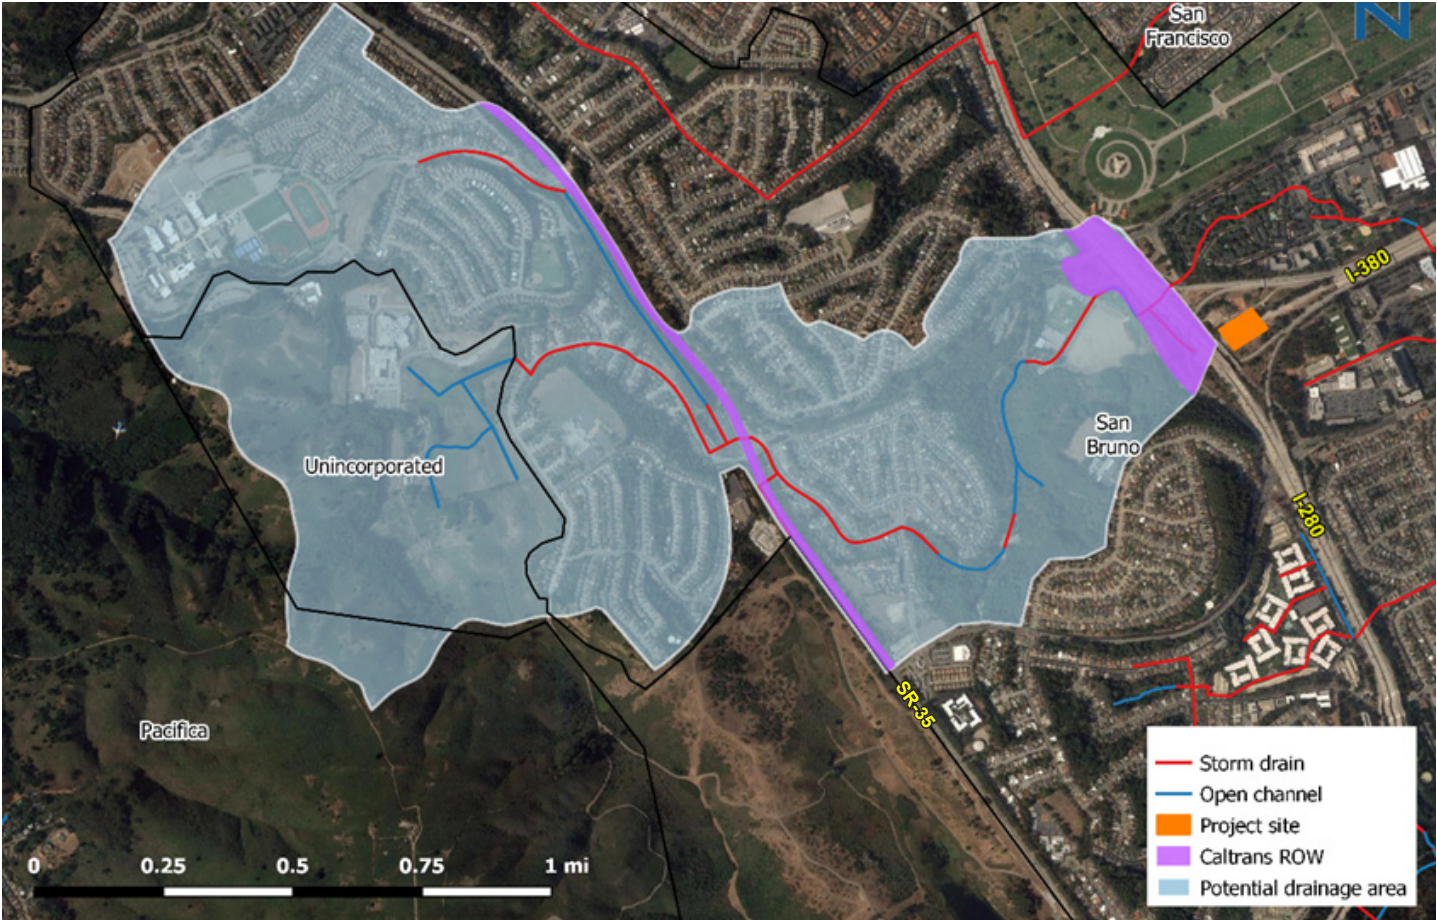 San
Francisco
I-380
San
Bruno
Unincorporated
I-280
SR-35
Pacifica
Storm drain
Open channel
Project site
Caltrans ROW
Potential drainage area
0 0.25 0.5 0.75 1 mi